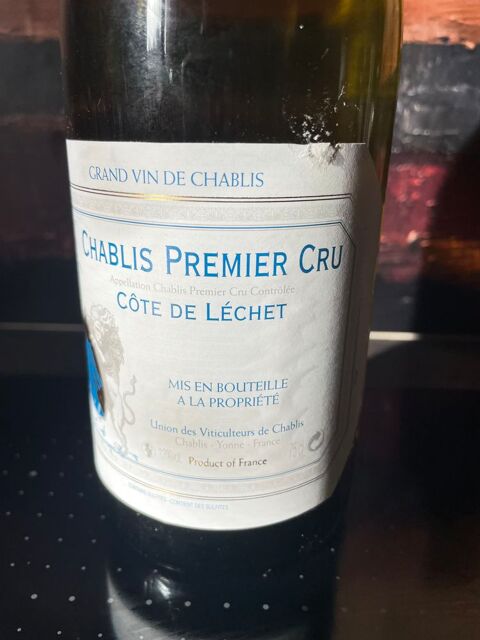 GRAND VIN DE CHABLIS
CHABLIS PREMIER CRU
Appellation Chablis Premier Cru Contrôlée
CÔTE DE LÉCHET
MIS EN BOUTEILLE
A LA PROPRIÉTÉ
Union des Viticulteurs de Chablis
Chablis - Yonne - France
Product of France